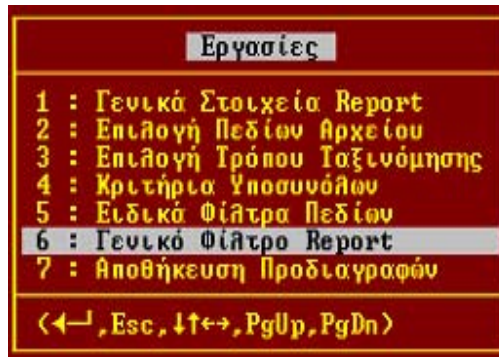 Εργασίες
1 : Γενικά Στοιχεία Report
2 : Επιλογή Πεδίων Αρχείου
3 : Επιλογή Τρόπου Ταξινόμησης
4 : Κριτήρια Υποσυνόλων
5 : Ειδικά Φίλτρα Πεδίων
6 : Γενικό Φίλτρο Report
7 : Αποθήκευση Προδιαγραφών
(◄┘,Esc,↓↑←→,PgUp,PgDn)